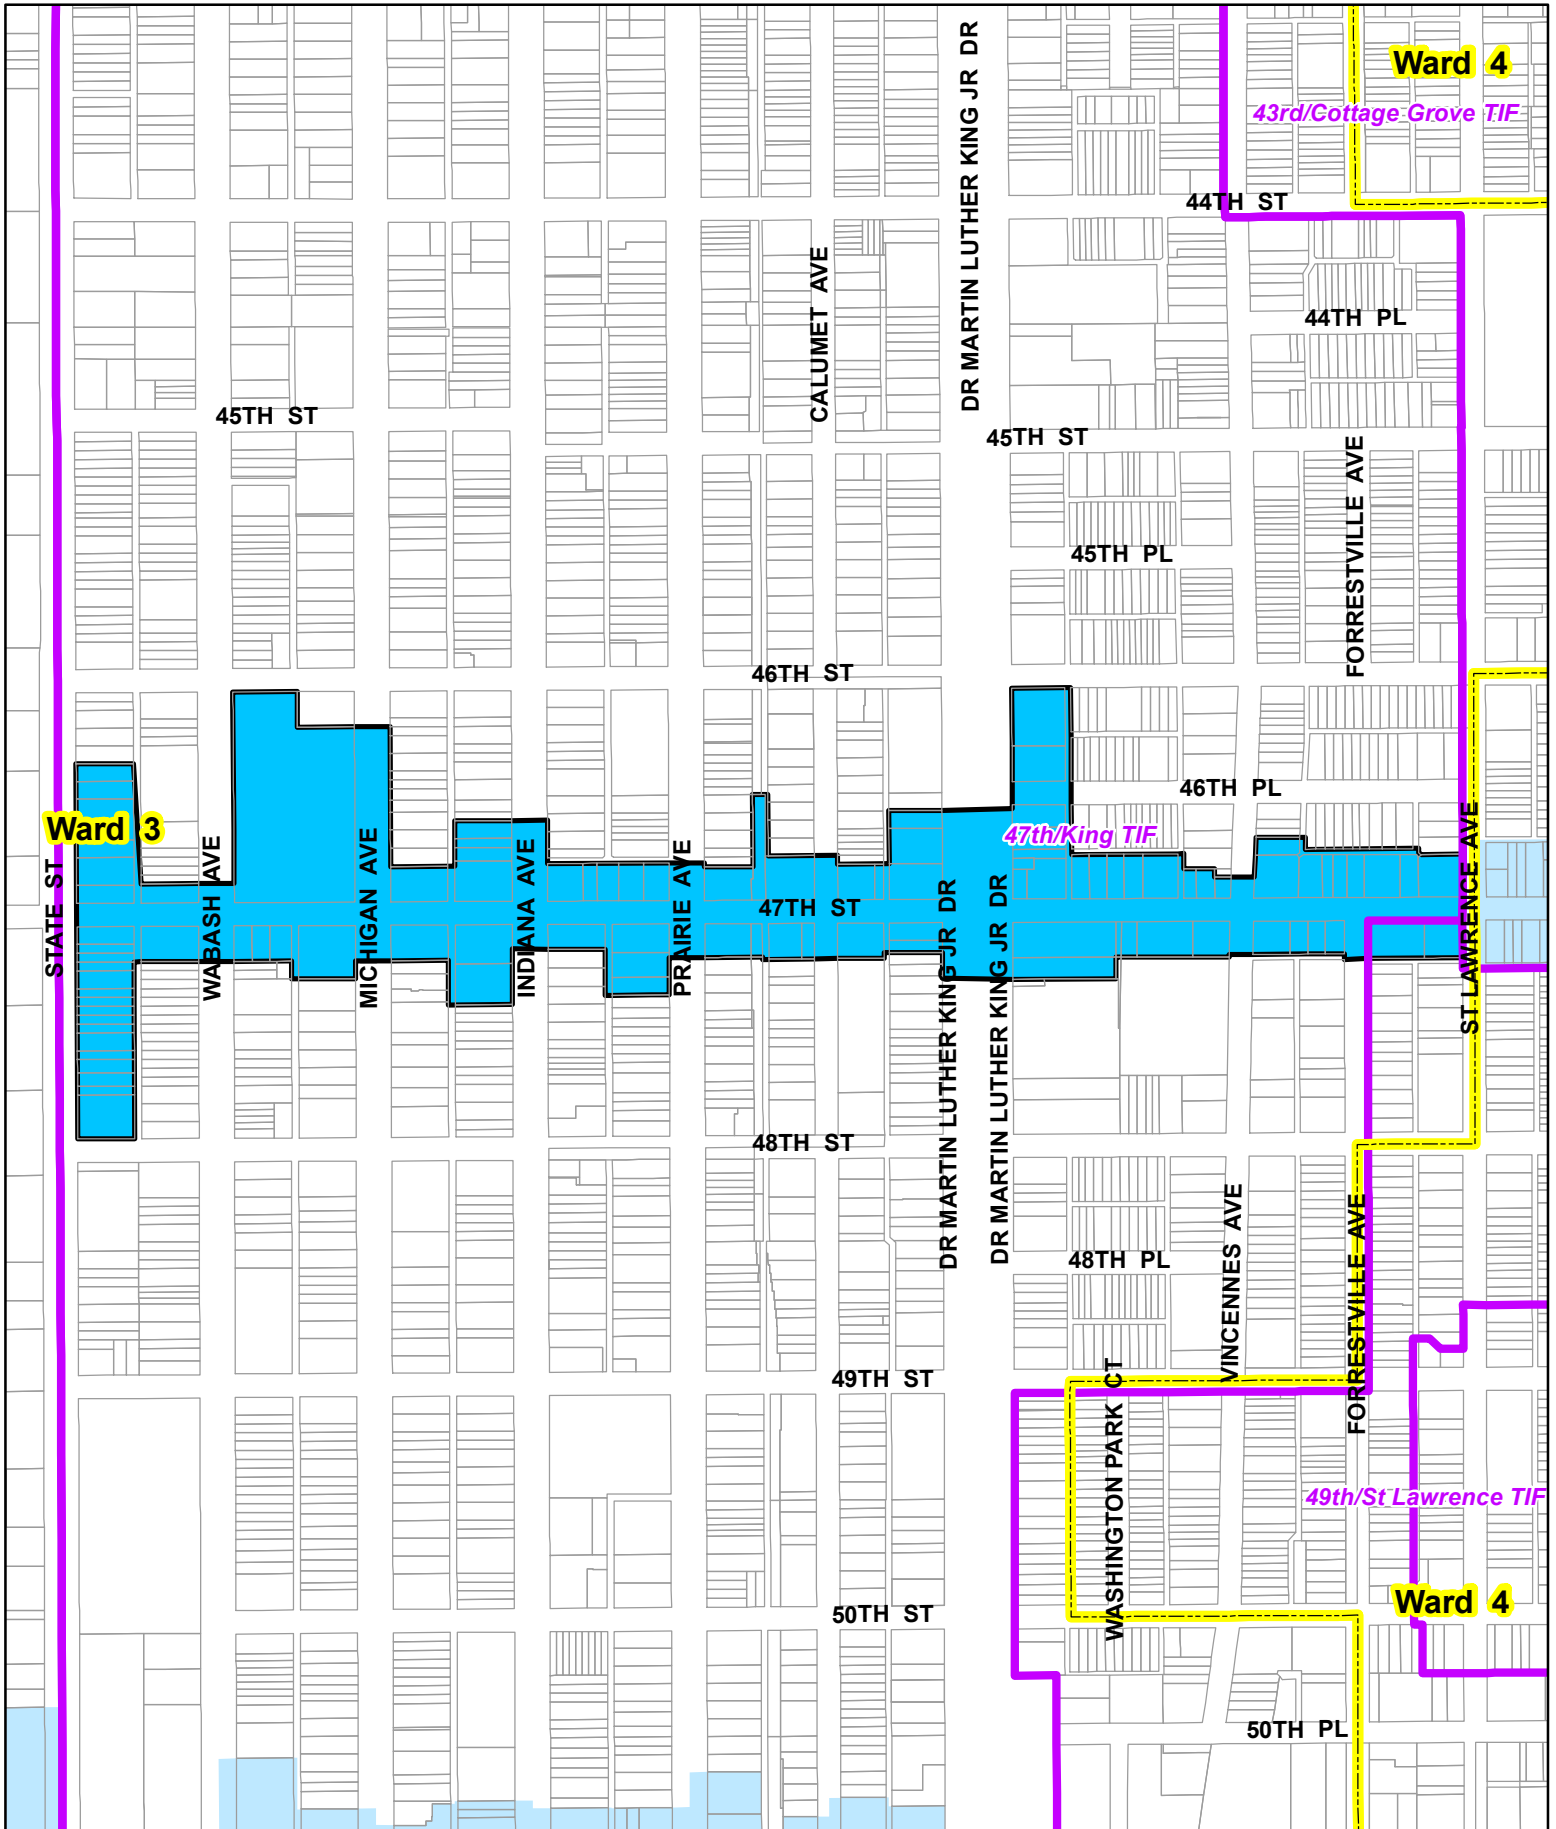 Ward 4
43rd/Cottage Grove TIF
DR MARTIN LUTHER KING JR DR
44TH ST
CALUMET AVE
44TH PL
45TH ST
45TH ST
FORRESTVILLE AVE
45TH PL
46TH ST
46TH PL
Ward 3
47th/King TIF
STATE ST
WABASH AVE
MICHIGAN AVE
INDIANA AVE
PRAIRIE AVE
47TH ST
DR MARTIN LUTHER KING JR DR
DR MARTIN LUTHER KING JR DR
ST LAWRENCE AVE
48TH ST
48TH PL
VINCENNES AVE
FORRESTVILLE AVE
49TH ST
WASHINGTON PARK CT
49th/St Lawrence TIF
50TH ST
Ward 4
50TH PL